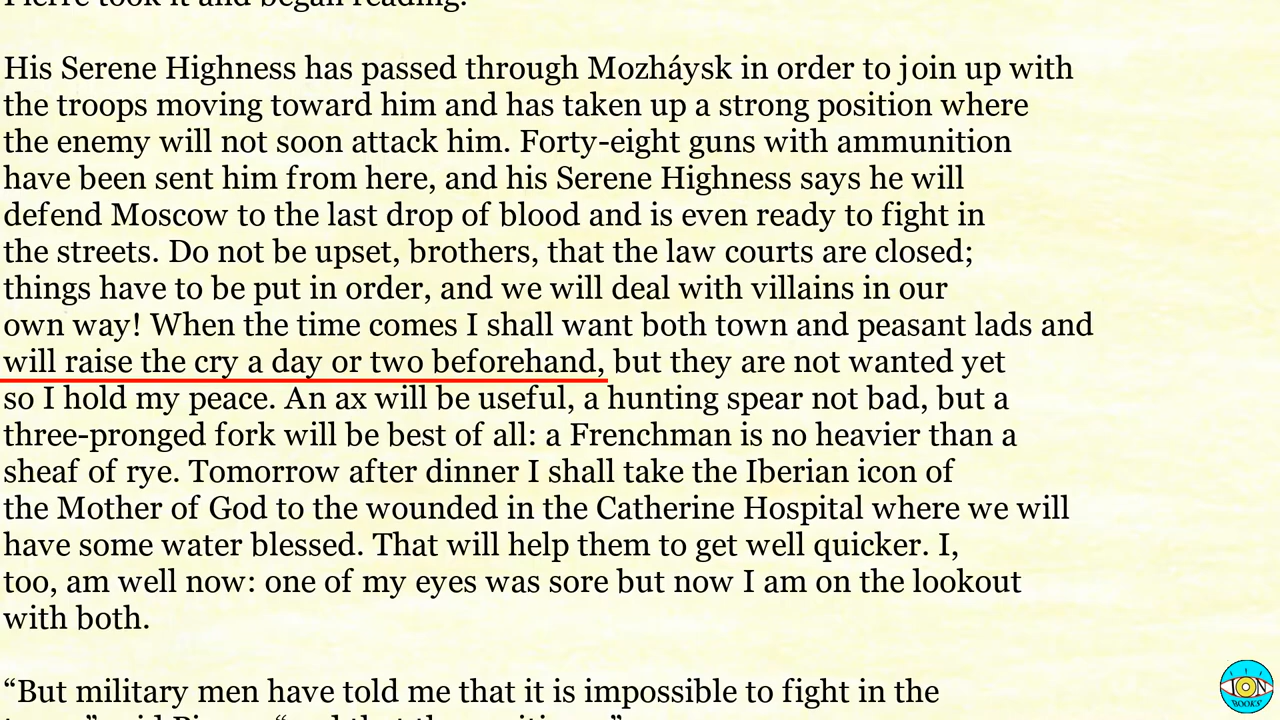 Pierre took it and began reading.
His Serene Highness has passed through Mozháysk in order to join up with
the troops moving toward him and has taken up a strong position where
the enemy will not soon attack him. Forty-eight guns with ammunition
have been sent him from here, and his Serene Highness says he will
defend Moscow to the last drop of blood and is even ready to fight in
the streets. Do not be upset, brothers, that the law courts are closed;
things have to be put in order, and we will deal with villains in our
own way! When the time comes I shall want both town and peasant lads and
will raise the cry a day or two beforehand, but they are not wanted yet
so I hold my peace. An ax will be useful, a hunting spear not bad, but a
three-pronged fork will be best of all: a Frenchman is no heavier than a
sheaf of rye. Tomorrow after dinner I shall take the Iberian icon of
the Mother of God to the wounded in the Catherine Hospital where we will
have some water blessed. That will help them to get well quicker. I,
too, am well now: one of my eyes was sore but now I am on the lookout
with both.
“But military men have told me that it is impossible to fight in the
BOOKS